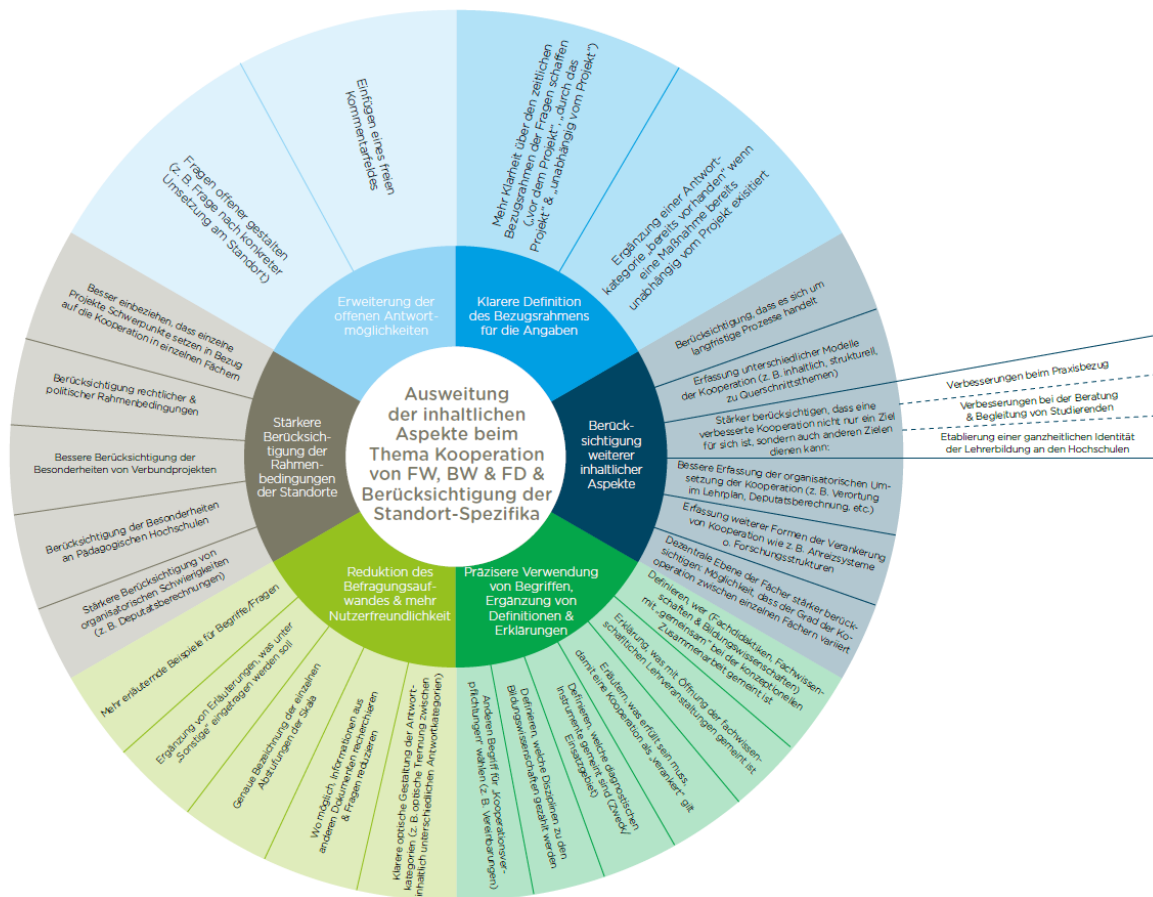 Ausweitung
der inhaltlichen
Aspekte beim
Thema Kooperation
von FW, BW & FD &
Berücksichtigung der
Standort-Spezifika
Erweiterung der
offenen Antwort-
möglichkeiten
Fragen offener gestalten
(z. B. Frage nach konkreter
Umsetzung am Standort)
Einfügen eines freien
Kommentarfeldes
Klarere Definition
des Bezugsrahmens
für die Angaben
Mehr Klarheit über den zeitlichen
Bezugsrahmen der Fragen schaffen
(„vor dem Projekt“, „durch das
Projekt“ & „unabhängig vom Projekt“)
Ergänzung einer Antwort-
kategorie „bereits vorhanden“ wenn
eine Maßnahme bereits
unabhängig vom Projekt exisitiert
Berück-
sichtigung
weiterer
inhaltlicher
Aspekte
Berücksichtigung, dass es sich um
langfristige Prozesse handelt
Erfassung unterschiedlicher Modelle
der Kooperation (z. B. inhaltlich, strukturell,
zu Querschnittsthemen)
Stärker berücksichtigen, dass eine
verbesserte Kooperation nicht nur ein Ziel
für sich ist, sondern auch anderen Zielen
dienen kann:
Verbesserungen beim Praxisbezug
Verbesserungen bei der Beratung
& Begleitung von Studierenden
Etablierung einer ganzheitlichen Identität
der Lehrerbildung an den Hochschulen
Bessere Erfassung der organisatorischen Um-
setzung der Kooperation (z. B. Verortung
im Lehrplan, Deputatsberechnung, etc.)
Erfassung weiterer Formen der Verankerung
von Kooperation wie z. B. Anreizsysteme
o. Forschungsstrukturen
Dezentrale Ebene der Fächer stärker berück-
sichtigen: Möglichkeit, dass der Grad der Ko-
operation zwischen einzelnen Fächern variiert
Präzisere Verwendung
von Begriffen,
Ergänzung von
Definitionen &
Erklärungen
Definieren, wer (Fachdidaktiken, Fachwissen-
schaften & Bildungswissenschaften)
mit „gemeinsam“ bei der konzeptionellen
Zusammenarbeit gemeint ist
Erklärung, was mit Öffnung der fachwissen-
schaftlichen Lehrveranstaltungen gemeint ist
Erläutern, was erfüllt sein muss,
damit eine Kooperation als „verankert“ gilt
Definieren, welche diagnostischen
Instrumente gemeint sind (Zweck/
Einsatzgebiet)
Definieren, welche Disziplinen zu den
Bildungswissenschaften gezählt werden
Anderen Begriff für „Kooperationsver-
pflichtungen“ wählen (z. B. Vereinbarungen)
Reduktion des
Befragungsauf-
wandes & mehr
Nutzerfreundlichkeit
Klarere optische Gestaltung der Antwort-
kategorien (z. B. optische Trennung zwischen
inhaltlich unterschiedlichen Antwortkategorien)
Wo möglich, Informationen aus
anderen Dokumenten recherchieren
& Fragen reduzieren
Genaue Bezeichnung der einzelnen
Abstufungen der Skala
Ergänzung von Erläuterungen, was unter
„Sonstige“ eingetragen werden soll
Mehr erläuternde Beispiele für Begriffe/Fragen
Stärkere
Berücksich-
tigung der
Rahmen-
bedingungen
der Standorte
Stärkere Berücksichtigung von
organisatorischen Schwierigkeiten
(z. B. Deputatsberechnungen)
Berücksichtigung der Besonderheiten
an Pädagogischen Hochschulen
Bessere Berücksichtigung der
Besonderheiten von Verbundprojekten
Berücksichtigung rechtlicher &
politischer Rahmenbedingungen
Besser einbeziehen, dass einzelne
Projekte Schwerpunkte setzen in Bezug
auf die Kooperation in einzelnen Fächern